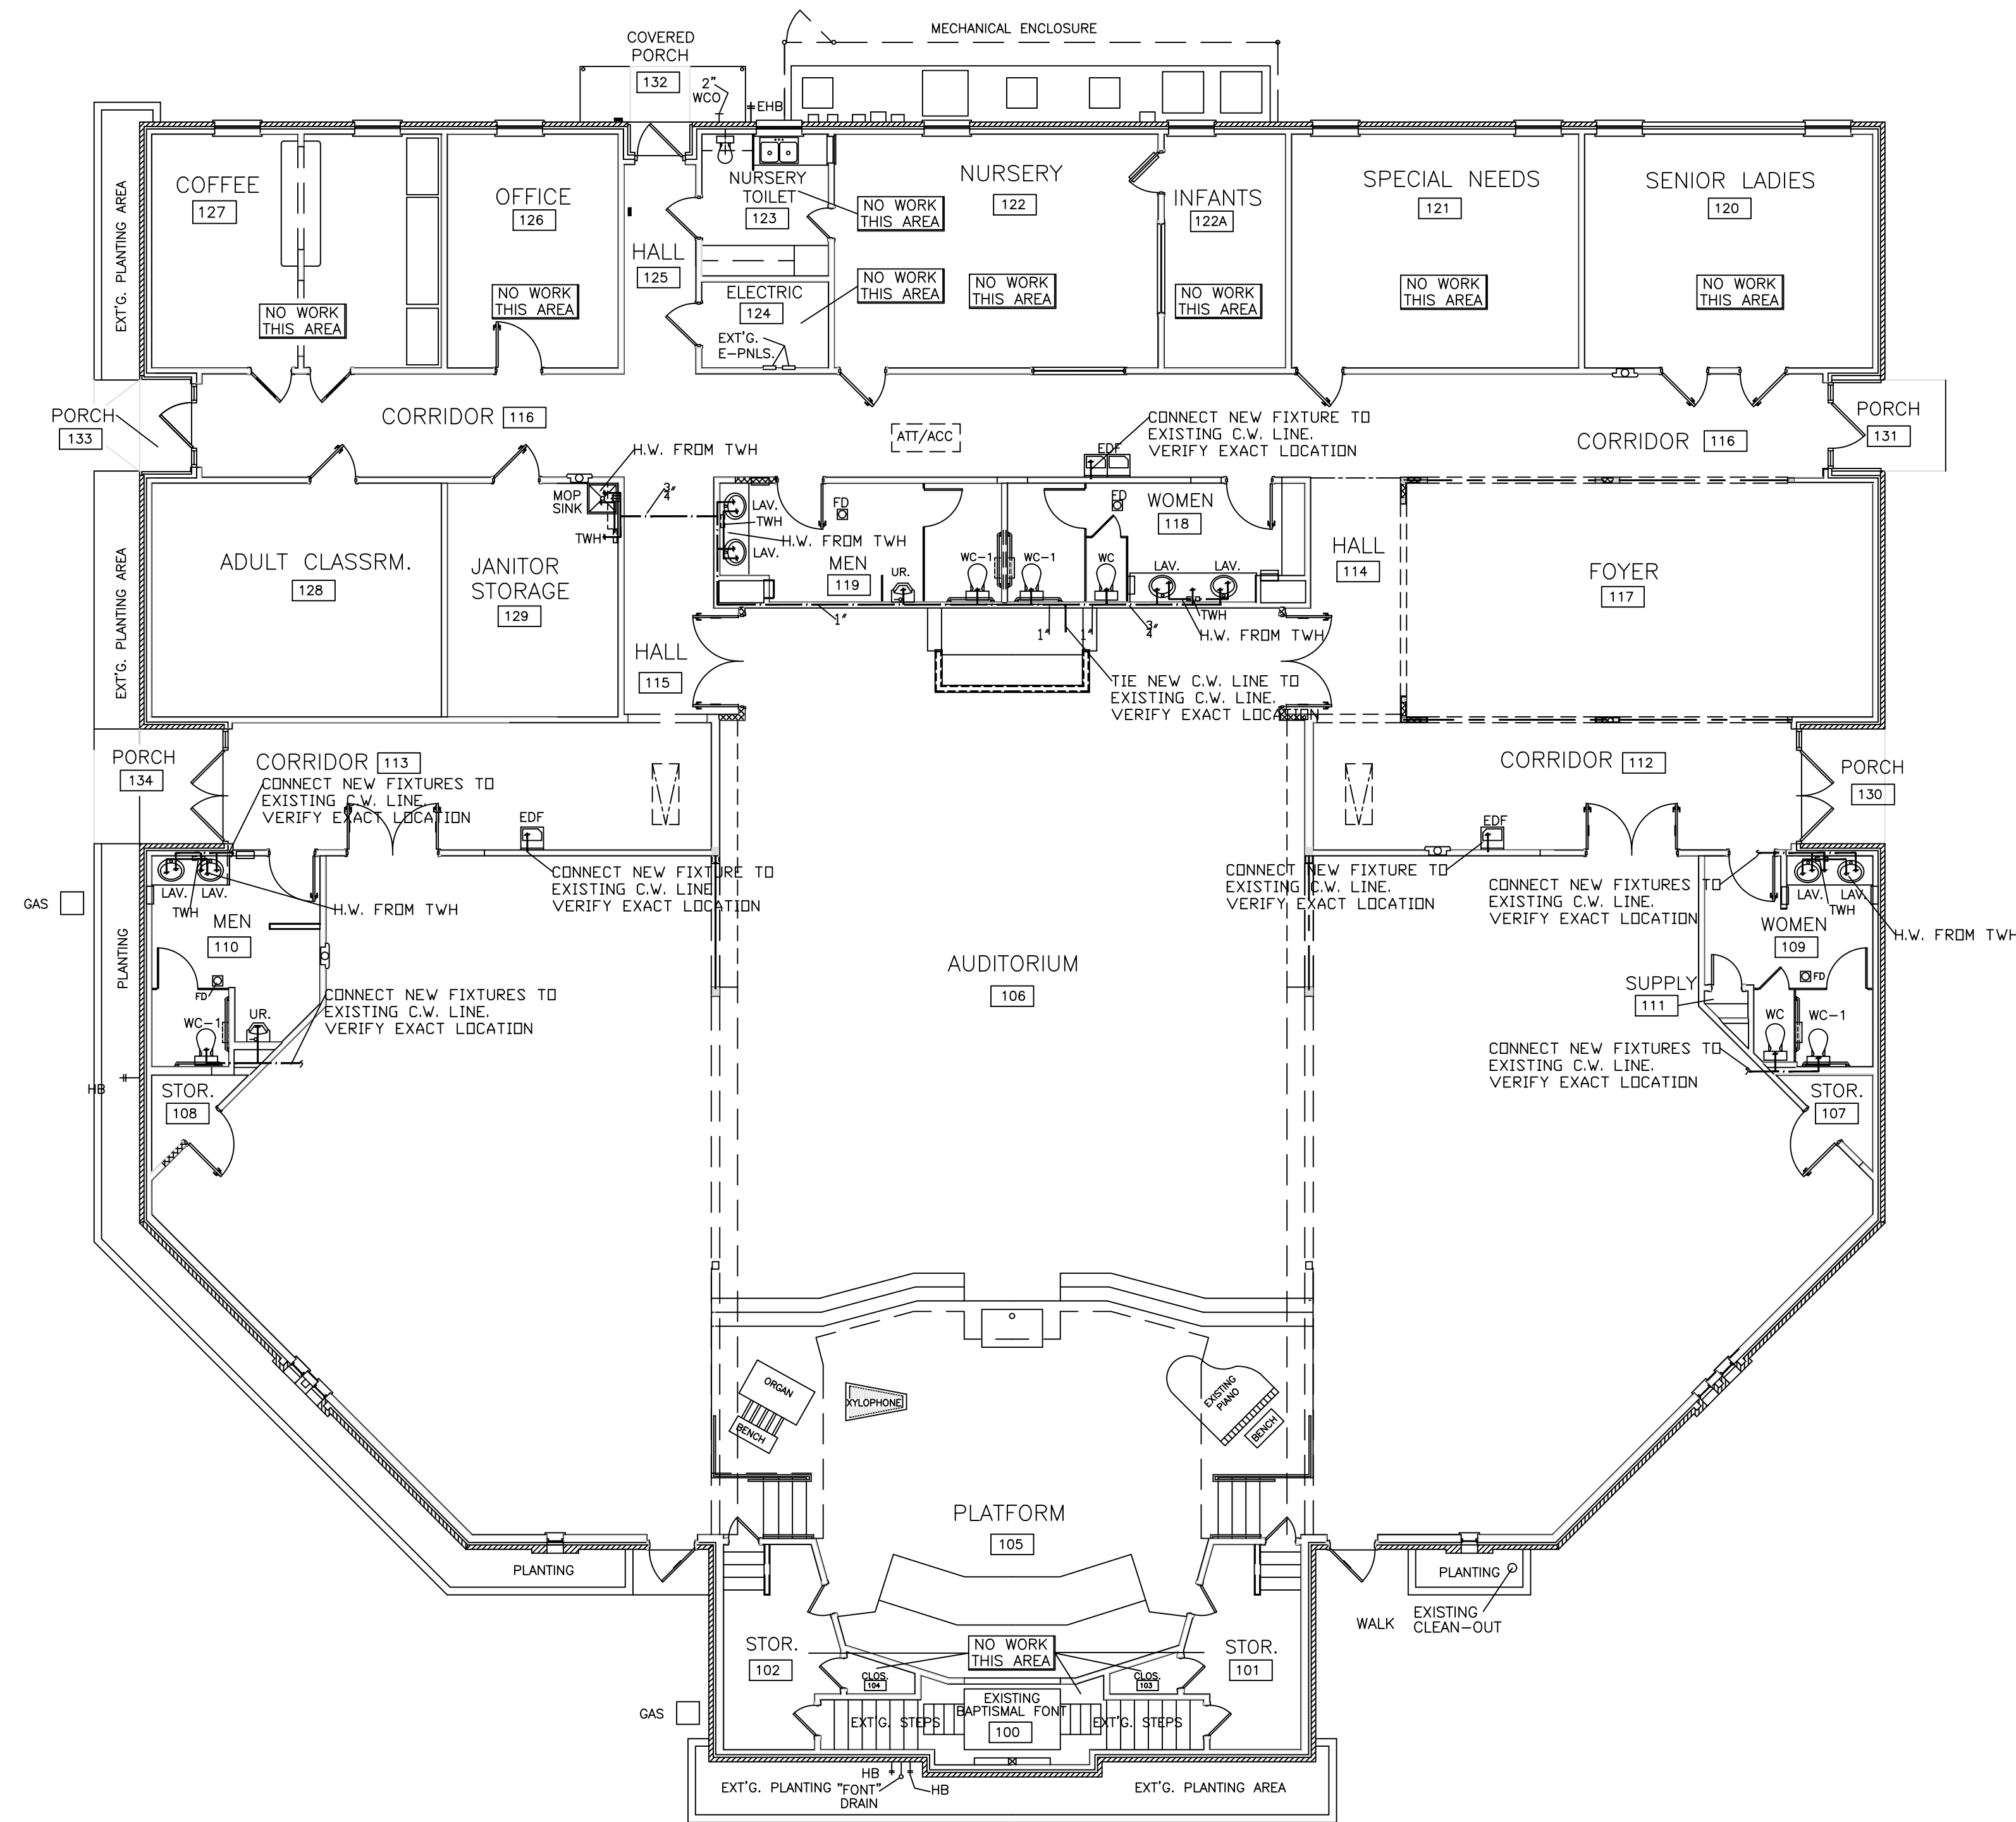 MECHANICAL ENCLOSURE
COVERED
PORCH
132
2"
WCO
EHB
EXT'G. PLANTING AREA
COFFEE
127
NO WORK
THIS AREA
OFFICE
126
NO WORK
THIS AREA
HALL
125
NURSERY
TOILET
123
NO WORK
THIS AREA
ELECTRIC
124
NO WORK
THIS AREA
EXT'G.
E-PNLS.
NURSERY
122
NO WORK
THIS AREA
INFANTS
122A
NO WORK
THIS AREA
SPECIAL NEEDS
121
NO WORK
THIS AREA
SENIOR LADIES
120
NO WORK
THIS AREA
PORCH
133
CORRIDOR 116
ATT/ACC
EDF
CONNECT NEW FIXTURE TO
EXISTING C.W. LINE.
VERIFY EXACT LOCATION
CORRIDOR 116
PORCH
131
H.W. FROM TWH
MOP
SINK
TWH
3/4"
EXT'G. PLANTING AREA
ADULT CLASSRM.
128
JANITOR
STORAGE
129
LAV.
TWH
H.W. FROM TWH
LAV.
FD
MEN
119
UR.
WC-1
WC-1
WC
FD
WOMEN
118
LAV.
LAV.
TWH
H.W. FROM TWH
1"
1"
1"
3/4"
HALL
114
FOYER
117
HALL
115
TIE NEW C.W. LINE TO
EXISTING C.W. LINE.
VERIFY EXACT LOCATION
PORCH
134
CORRIDOR 113
CONNECT NEW FIXTURES TO
EXISTING C.W. LINE.
VERIFY EXACT LOCATION
EDF
CONNECT NEW FIXTURE TO
EXISTING C.W. LINE.
VERIFY EXACT LOCATION
CORRIDOR 112
PORCH
130
EDF
CONNECT NEW FIXTURE TO
EXISTING C.W. LINE.
VERIFY EXACT LOCATION
CONNECT NEW FIXTURES TO
EXISTING C.W. LINE.
VERIFY EXACT LOCATION
GAS
PLANTING
LAV.
LAV.
TWH
H.W. FROM TWH
MEN
110
FD
WC-1
UR.
CONNECT NEW FIXTURES TO
EXISTING C.W. LINE.
VERIFY EXACT LOCATION
HB
STOR.
108
AUDITORIUM
106
LAV.
LAV.
TWH
H.W. FROM TWH
WOMEN
109
FD
SUPPLY
111
WC
WC-1
CONNECT NEW FIXTURES TO
EXISTING C.W. LINE.
VERIFY EXACT LOCATION
STOR.
107
ORGAN
BENCH
XYLOPHONE
EXISTING
PIANO
BENCH
PLATFORM
105
PLANTING
PLANTING
WALK
EXISTING
CLEAN-OUT
STOR.
102
NO WORK
THIS AREA
STOR.
101
CLOS.
104
CLOS.
103
GAS
EXT'G. STEPS
EXISTING
BAPTISMAL FONT
100
EXT'G. STEPS
HB
HB
EXT'G. PLANTING
"FONT"
DRAIN
EXT'G. PLANTING AREA